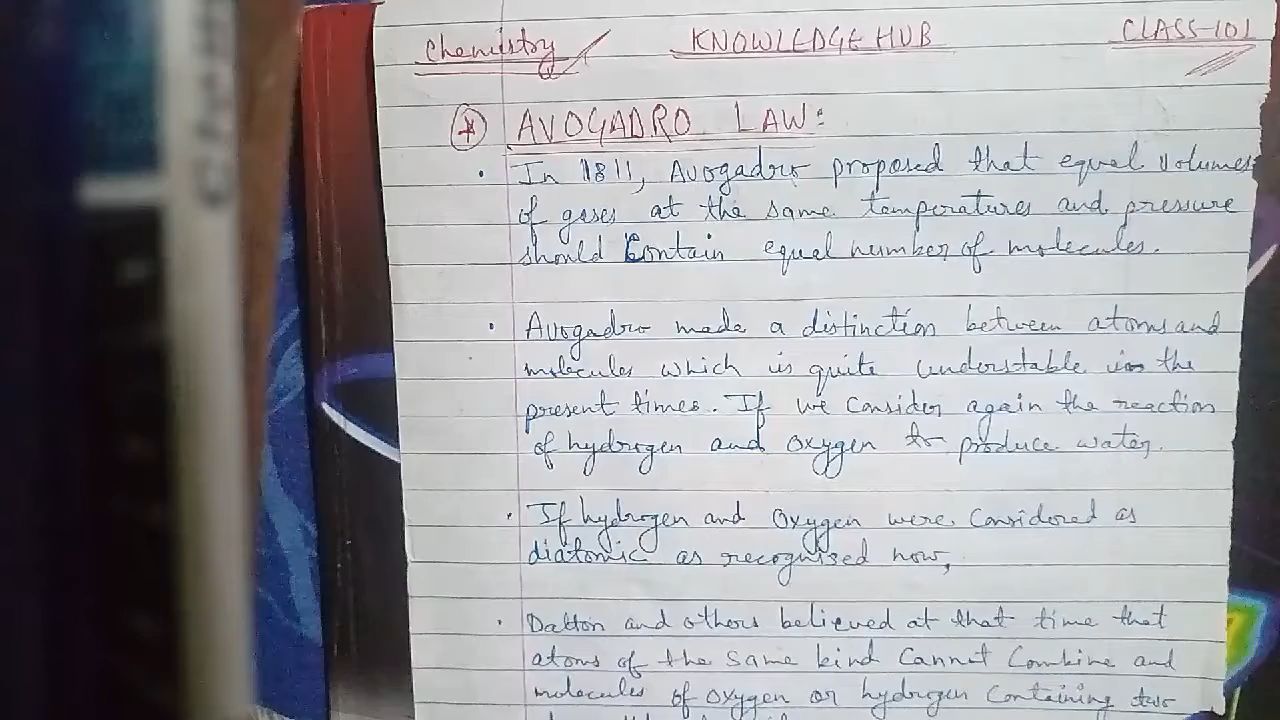 Chemistry KNOWLEDGE HUB CLASS-101
AVOGADRO LAW:
• In 1811, Avogadro proposed that equal volumes
of gases at the same temperatures and pressure
should contain equal number of molecules.
• Avogadro made a distinction between atoms and
molecules which is quite understable in the
present times. If we consider again the reaction
of hydrogen and oxygen to produce water.
• If hydrogen and oxygen were considered as
diatomic as recognised now,
• Dalton and others believed at that time that
atoms of the same kind cannot combine and
molecules of oxygen or hydrogen containing two